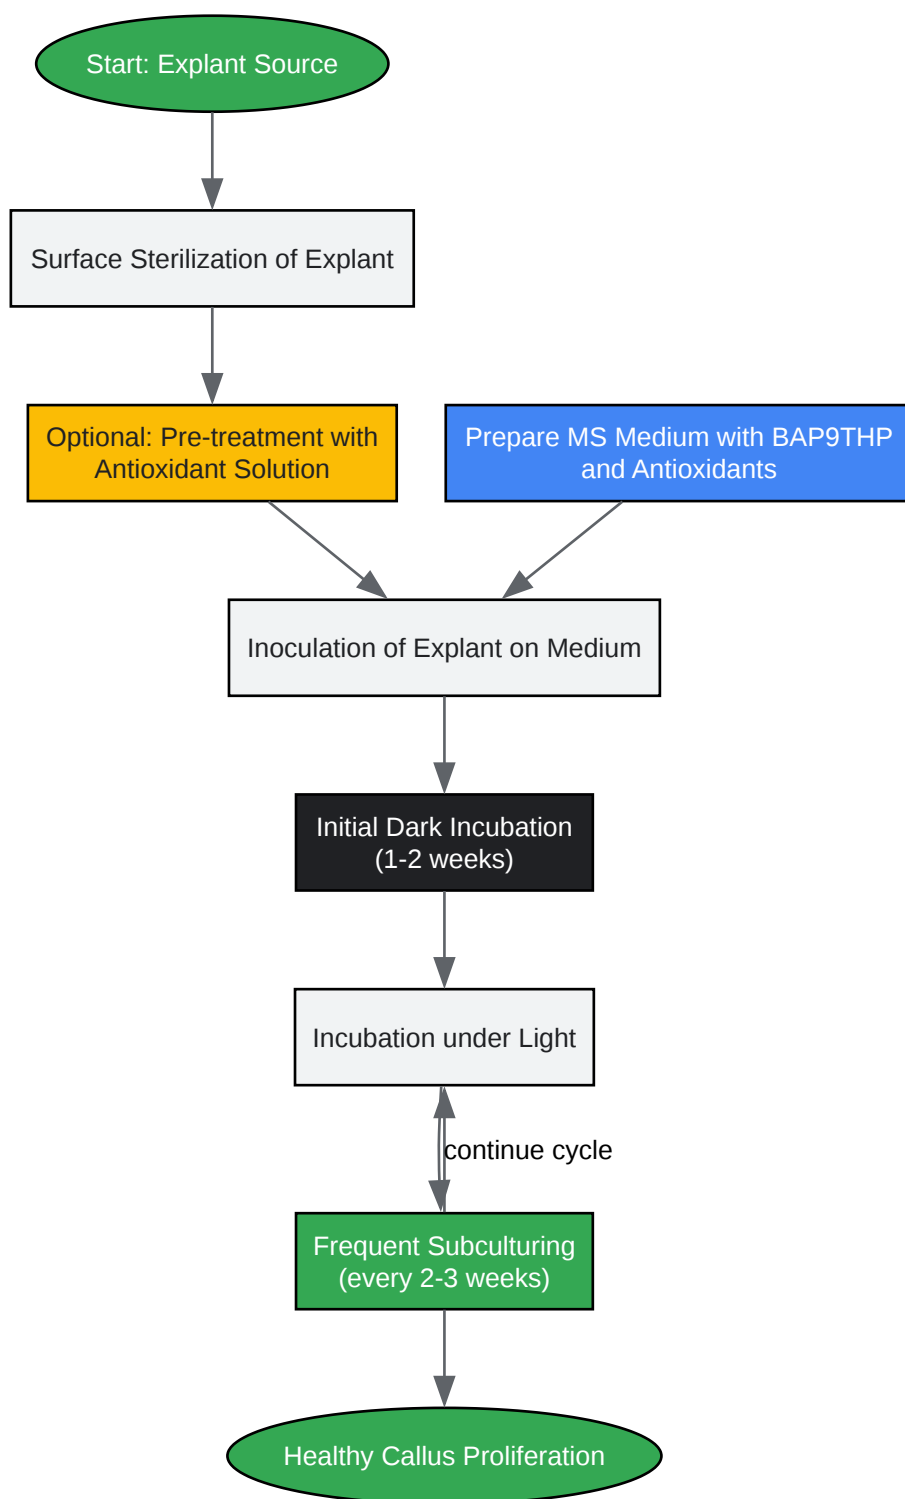 Start: Explant Source
Surface Sterilization of Explant
Optional: Pre-treatment with
Antioxidant Solution
Prepare MS Medium with BAP9THP
and Antioxidants
Inoculation of Explant on Medium
Initial Dark Incubation
(1-2 weeks)
Incubation under Light
continue cycle
Frequent Subculturing
(every 2-3 weeks)
Healthy Callus Proliferation